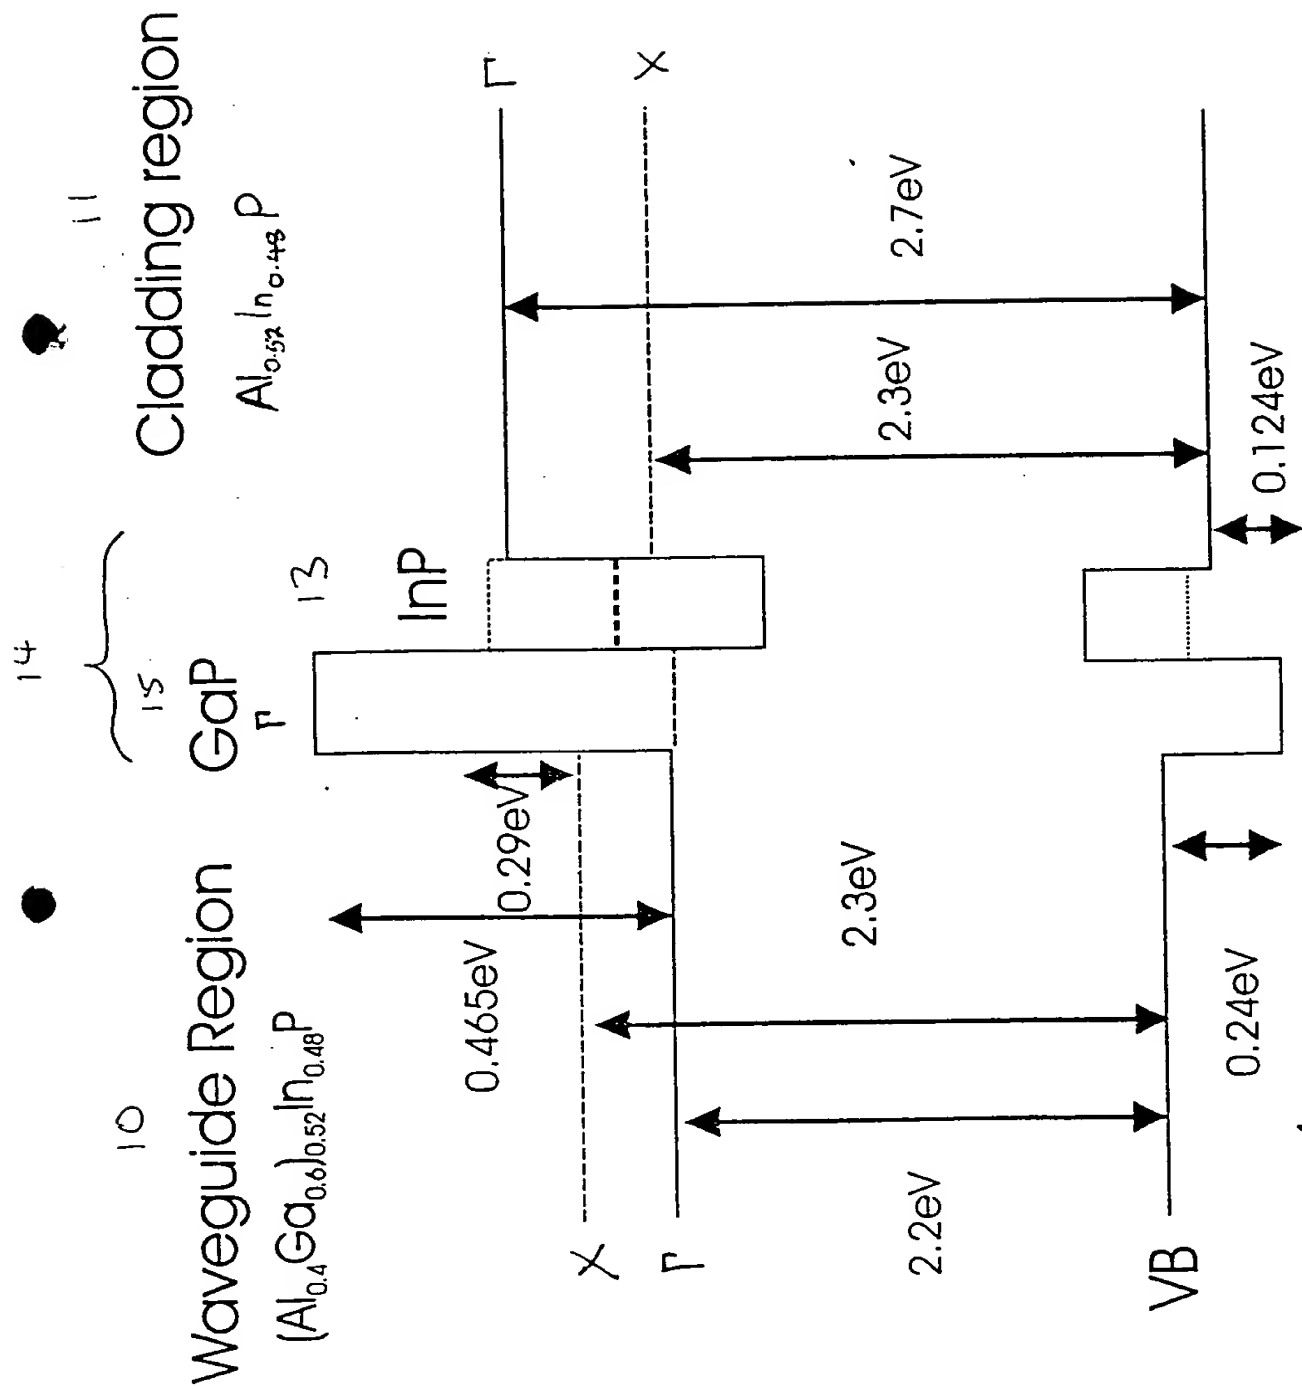 14
10
15
13
11
Waveguide Region
GaP
InP
Cladding region
(Al0.4Ga0.6)0.52In0.48P
Γ
Al0.52In0.48P
0.465eV
0.29eV
Γ
X
X
Γ
2.2eV
2.3eV
2.3eV
2.7eV
VB
0.24eV
0.124eV